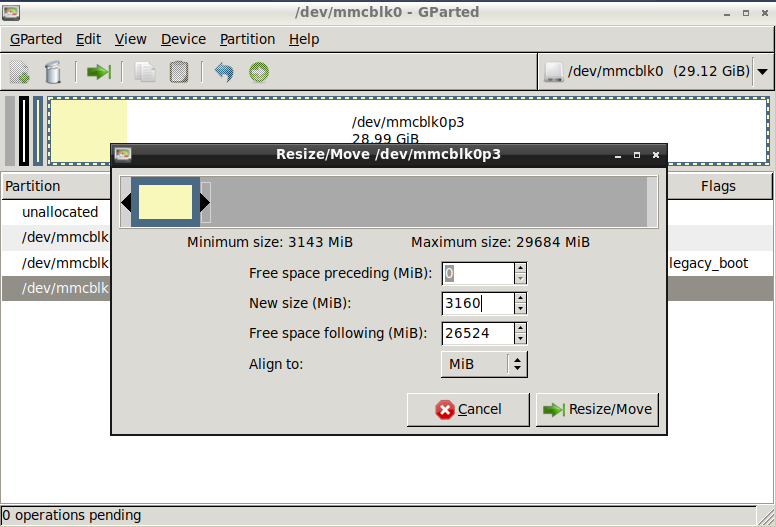 /dev/mmcblk0 - GParted
GParted Edit View Device Partition Help
/dev/mmcblk0 (29.12 GiB)
/dev/mmcblk0p3
28.99 GiB
Resize/Move /dev/mmcblk0p3
Partition
Flags
unallocated
/dev/mmcblk
/dev/mmcblk
legacy_boot
/dev/mmcblk
Minimum size: 3143 MiB
Maximum size: 29684 MiB
Free space preceding (MiB): 0
New size (MiB): 3160
Free space following (MiB): 26524
Align to: MiB
Cancel
Resize/Move
0 operations pending